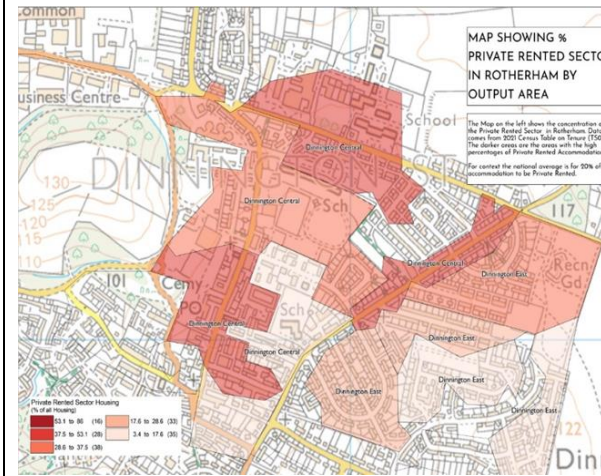 ommon
MAP SHOWING %
PRIVATE RENTED SECTO
IN ROTHERHAM BY
OUTPUT AREA
usiness Centre
School
The Map on the left shows the concentration o
the Private Rented Sector in Rotherham. Data
comes from 2021 Census Table on Tenure
The darker areas are the areas with the high
percentages of Private Rented Accommodation
For context the national average is for 20% of
accommodation to be Private Rented.
Dinnington Central
DINN
130
125
120
115
110
Dinnington Central
Sch
117
Dinnington Central
Dinnington East
Recn
Gd
101
Cemy
PO
Sch
Dinnington Central
Dinnington East
Dinnington Central
Dinnington East
Dinnington East
Private Rented Sector Housing
(% of all Housing)
53.1 to 86 (16)
37.5 to 53.1 (28)
28.6 to 37.5 (38)
17.6 to 28.6 (33)
3.4 to 17.6 (35)
122
Din